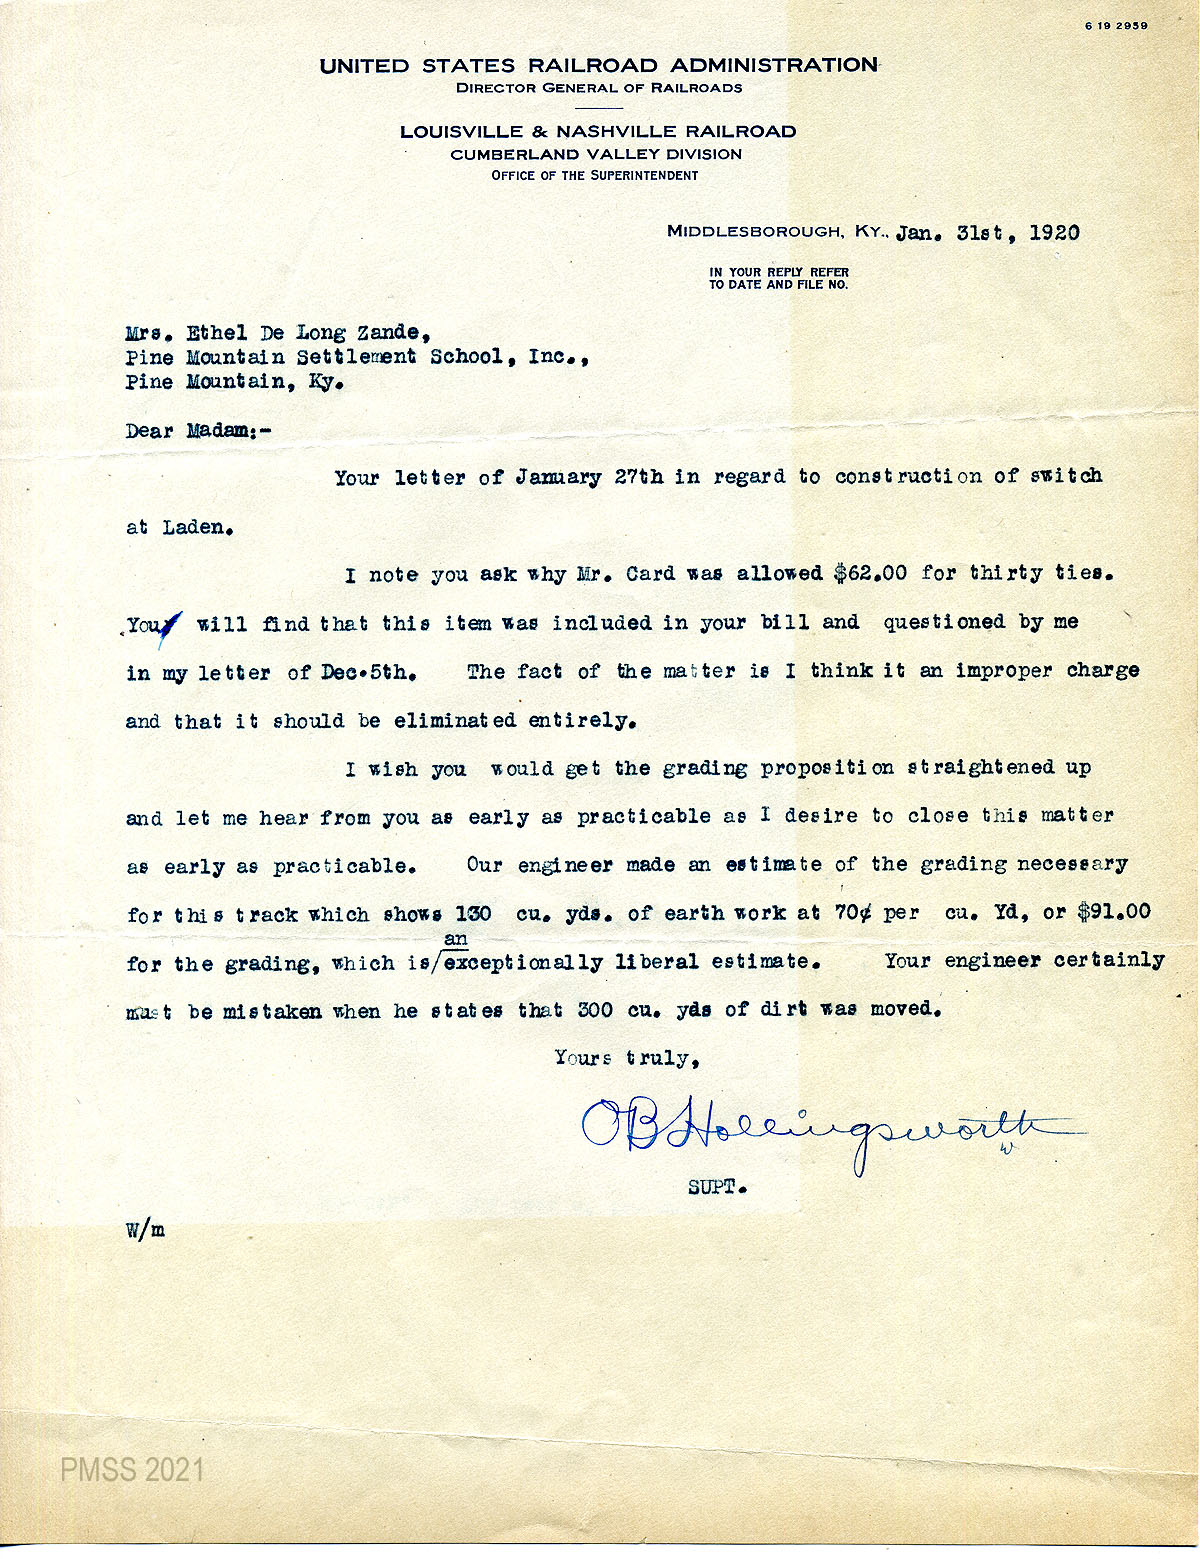 6 19 2959
UNITED STATES RAILROAD ADMINISTRATION
DIRECTOR GENERAL OF RAILROADS
LOUISVILLE & NASHVILLE RAILROAD
CUMBERLAND VALLEY DIVISION
OFFICE OF THE SUPERINTENDENT
MIDDLESBOROUGH, KY., Jan. 31st, 1920
IN YOUR REPLY REFER
TO DATE AND FILE NO.
Mrs. Ethel De Long Zande,
Pine Mountain Settlement School, Inc.,
Pine Mountain, Ky.
Dear Madam:-
Your letter of January 27th in regard to construction of switch
at Laden.
I note you ask why Mr. Card was allowed $62.00 for thirty ties.
You will find that this item was included in your bill and questioned by me
in my letter of Dec.5th. The fact of the matter is I think it an improper charge
and that it should be eliminated entirely.
I wish you would get the grading proposition straightened up
and let me hear from you as early as practicable as I desire to close this matter
as early as practicable. Our engineer made an estimate of the grading necessary
for this track which shows 130 cu. yds. of earth work at 70¢ per cu. Yd, or $91.00
an
for the grading, which is/exceptionally liberal estimate. Your engineer certainly
must be mistaken when he states that 300 cu. yds of dirt was moved.
Yours truly,
OB Hollingsworth
w
SUPT.
W/m
PMSS 2021